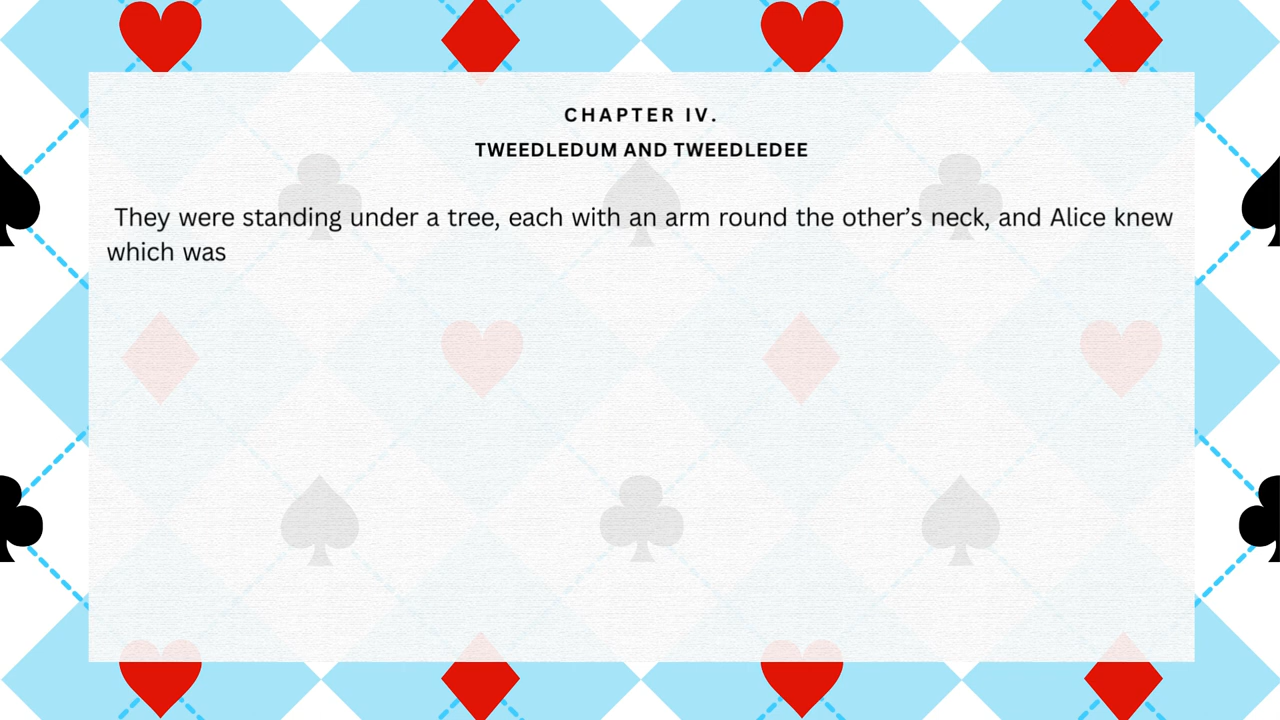 CHAPTER IV.
TWEEDLEDUM AND TWEEDLEDEE
They were standing under a tree, each with an arm round the other’s neck, and Alice knew
which was